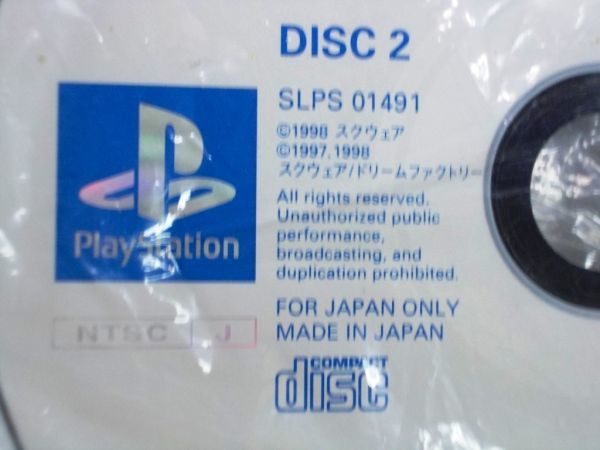 DISC 2
SLPS 01491
©1998 スクウェア
©1997,1998
スクウェア/ドリームファクトリー
All rights reserved.
Unauthorized public
performance,
broadcasting, and
duplication prohibited.
FOR JAPAN ONLY
MADE IN JAPAN
COMPACT
disc
PlayStation
NTSC J